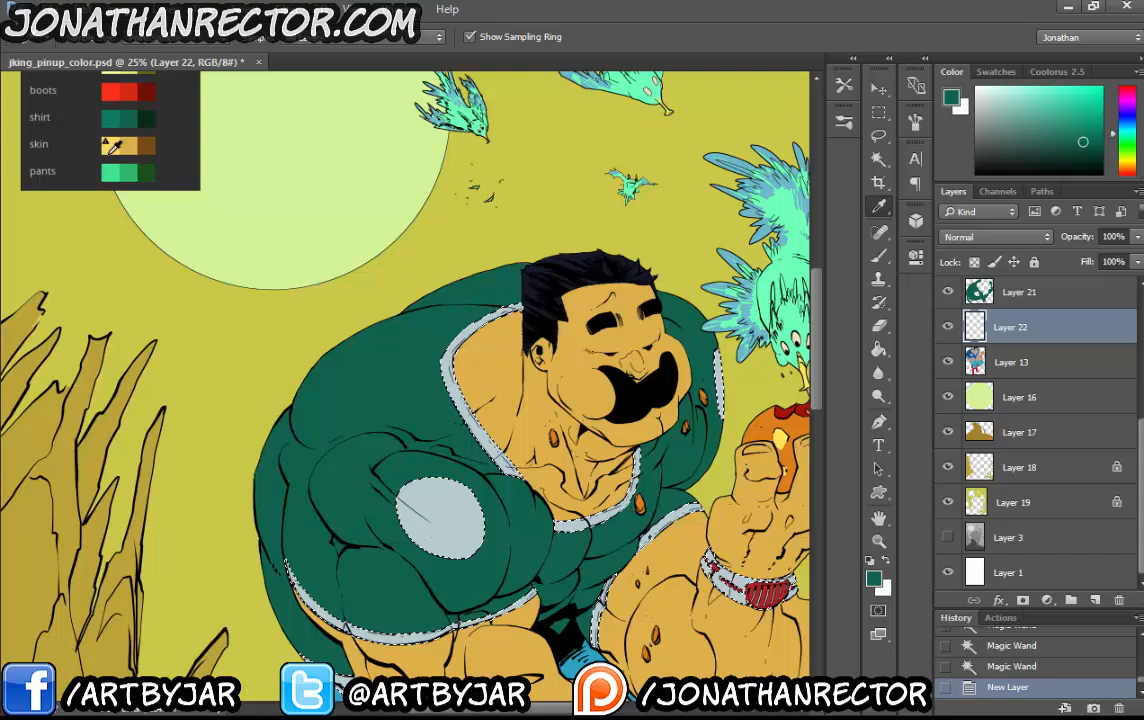 JONATHANRECTOR.COM
Help
Show Sampling Ring
Jonathan
jking_pinup_color.psd @ 25% (Layer 22, RGB/8#) *
boots
shirt
skin
pants
Color
Swatches
Coolorus 2.5
Layers
Channels
Paths
Kind
Normal
Opacity: 100%
Lock:
Fill: 100%
Layer 21
Layer 22
Layer 13
Layer 16
Layer 17
Layer 18
Layer 19
Layer 3
Layer 1
History
Actions
Magic Wand
Magic Wand
Magic Wand
New Layer
/ARTBYJAR
@ARTBYJAR
/JONATHANRECTOR